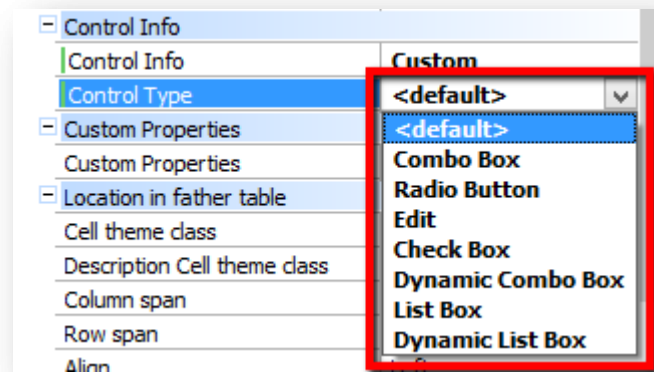 Control Info
Control Info Custom
Control Type <default>
Custom Properties <default>
Custom Properties Combo Box
Location in father table Radio Button
Cell theme class Edit
Description Cell theme class Check Box
Column span Dynamic Combo Box
Row span List Box
Align Dynamic List Box